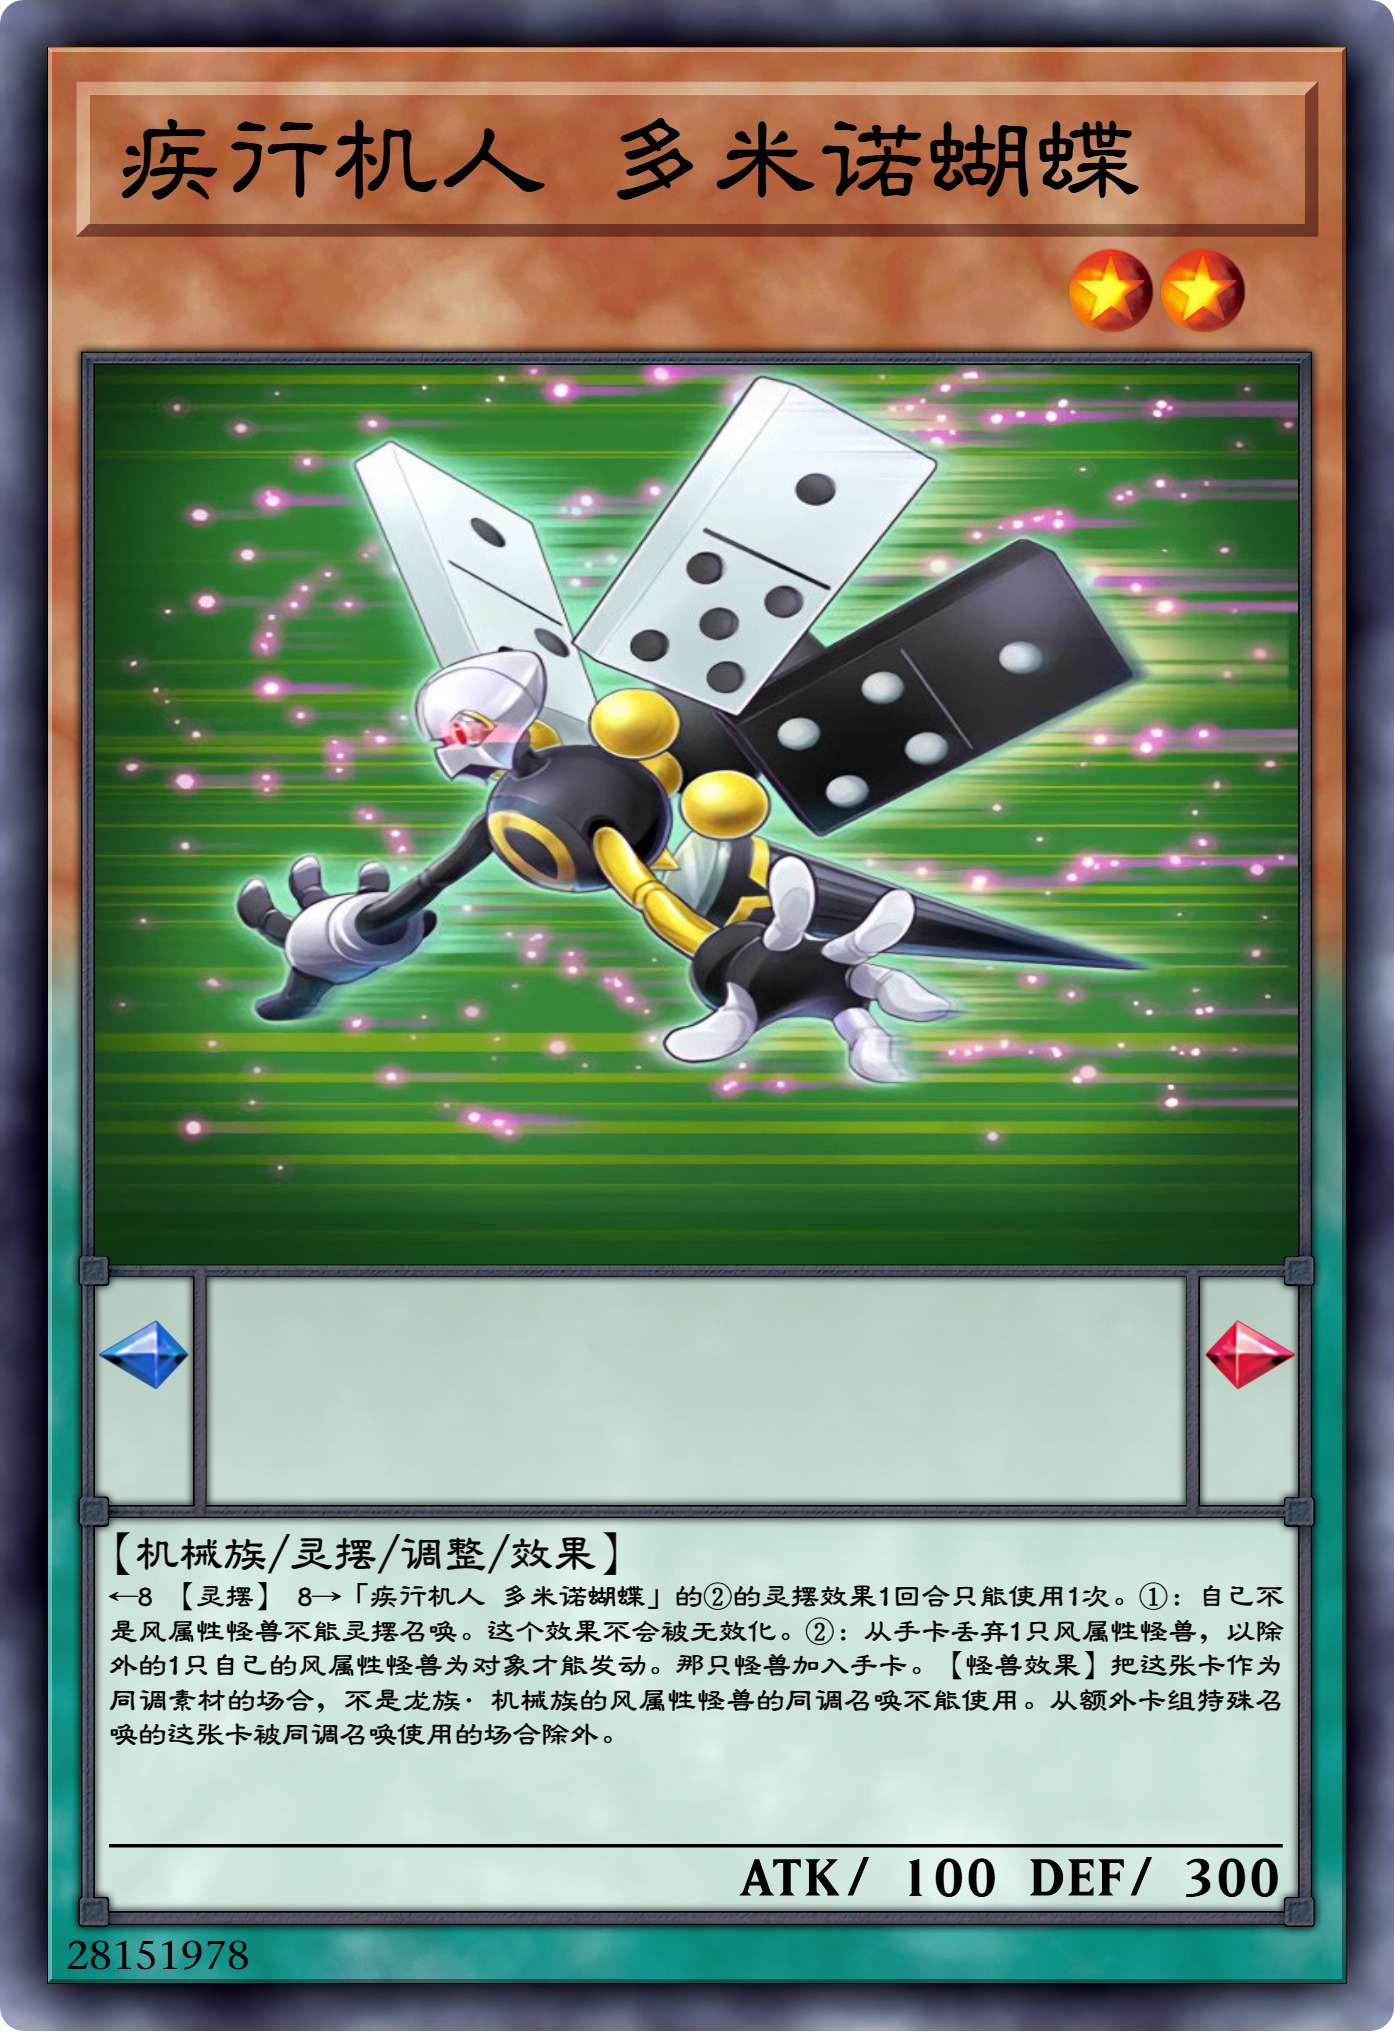 疾行机人 多米诺蝴蝶
【机械族/灵摆/调整/效果】
←8 【灵摆】 8→「疾行机人 多米诺蝴蝶」的②的灵摆效果1回合只能使用1次。①：自己不
是风属性怪兽不能灵摆召唤。这个效果不会被无效化。②：从手卡丢弃1只风属性怪兽，以除
外的1只自己的风属性怪兽为对象才能发动。那只怪兽加入手卡。【怪兽效果】把这张卡作为
同调素材的场合，不是龙族·机械族的风属性怪兽的同调召唤不能使用。从额外卡组特殊召
唤的这张卡被同调召唤使用的场合除外。
ATK/ 100 DEF/ 300
28151978